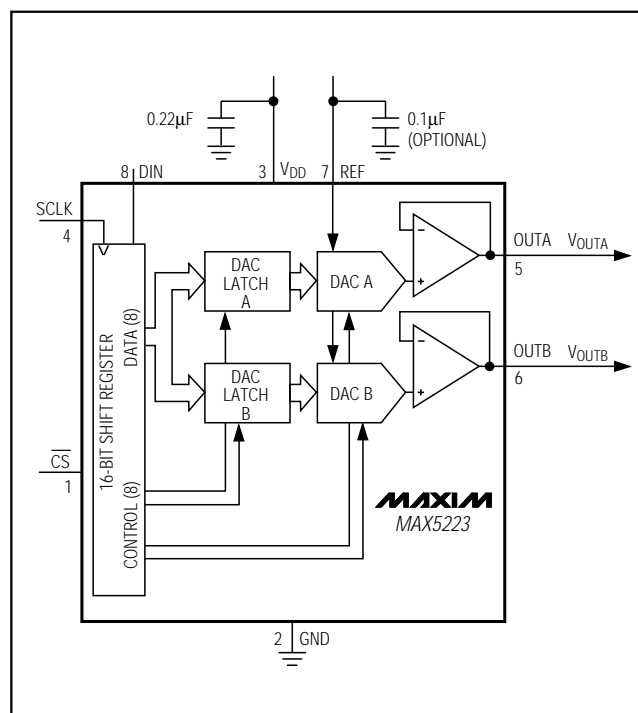 0.22μF
0.1μF
(OPTIONAL)
8 DIN
3 VDD
7 REF
SCLK
4
16-BIT SHIFT REGISTER
DATA (8)
CONTROL (8)
DAC
LATCH
A
DAC A
OUTA VOUTA
5
DAC
LATCH
B
DAC B
OUTB VOUTB
6
CS
1
MAXIM
MAX5223
2 GND